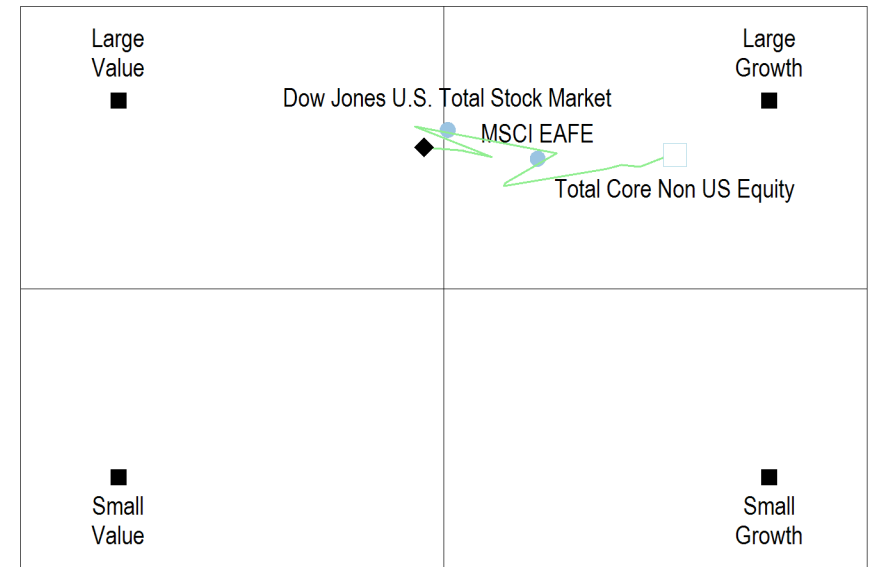 Large
Value
Large
Growth
Dow Jones U.S. Total Stock Market
MSCI EAFE
Total Core Non US Equity
Small
Value
Small
Growth